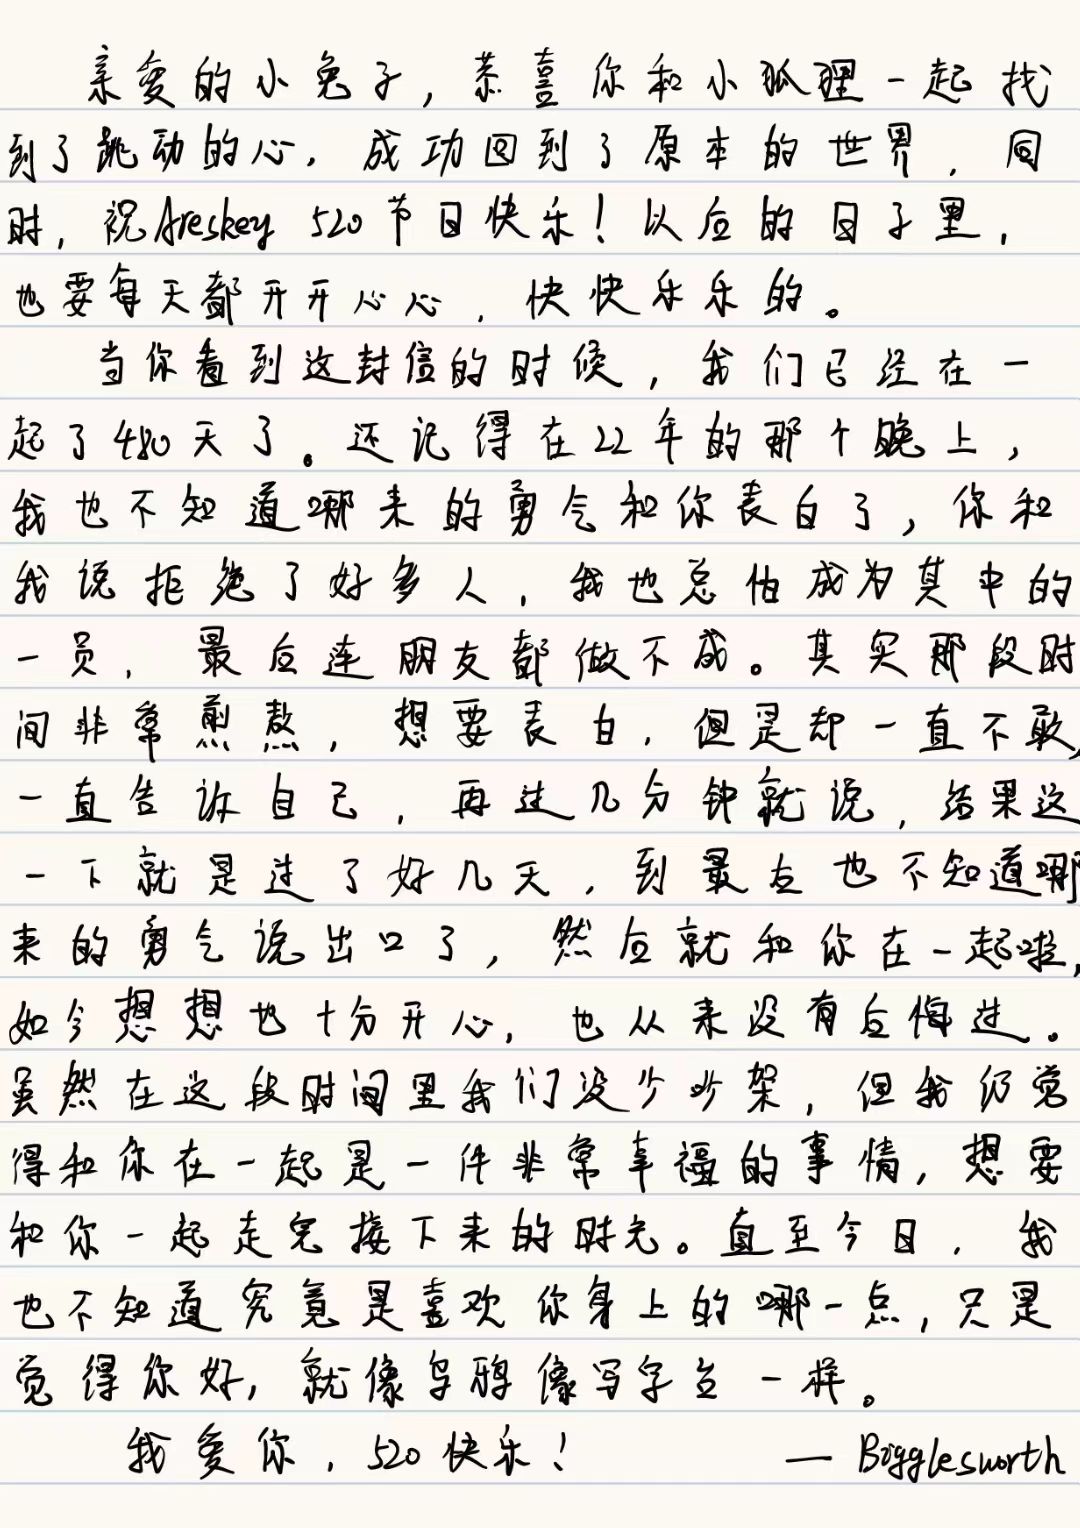 亲爱的小兔子，恭喜你和小狐狸一起找
到了跳动的心，成功回到了原本的世界，同
时，祝Areskey 520节日快乐！以后的日子里，
也要每天都开开心心，快快乐乐的。
当你看到这封信的时候，我们已经在一
起了480天了。还记得在22年的那个晚上，
我也不知道哪来的勇气和你表白了，你和
我说拒绝了好多人，我也总怕成为其中的
一员，最后连朋友都做不成。其实那段时
间非常煎熬，想要表白，但是却一直不敢，
一直告诉自己，再过几分钟就说，结果这
一下就是过了好几天，到最后也不知道哪
来的勇气说出口了，然后就和你在一起啦，
如今想想也十分开心，也从来没有后悔过。
虽然在这段时间里我们没少吵架，但我仍觉
得和你在一起是一件非常幸福的事情，想要
和你一起走完接下来的时光。直至今日，我
也不知道究竟是喜欢你身上的哪一点，只是
觉得你好，就像乌鸦像写字台一样。
我爱你，520快乐！ — Bigglesworth